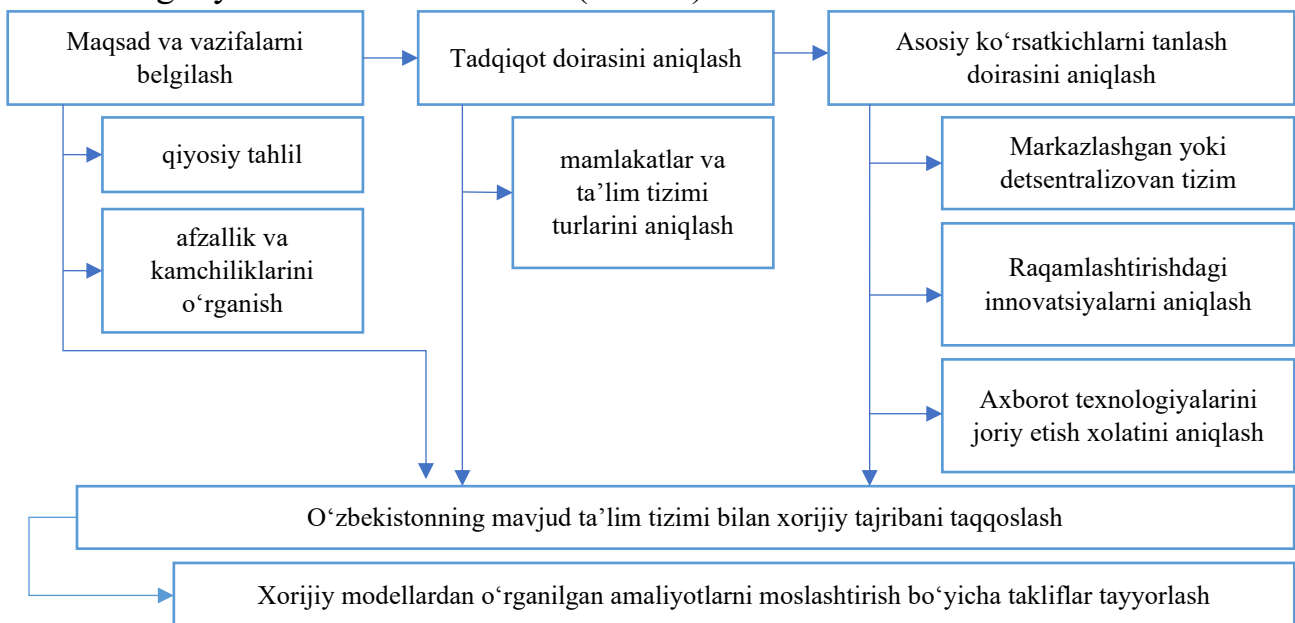 Maqsad va vazifalarni
belgilash
Tadqiqot doirasini aniqlash
Asosiy ko‘rsatkichlarni tanlash
doirasini aniqlash
qiyosiy tahlil
afzallik va
kamchiliklarini
o‘rganish
mamlakatlar va
ta’lim tizimi
turlarini aniqlash
Markazlashgan yoki
detsentralizovan tizim
Raqamlashtirishdagi
innovatsiyalarni aniqlash
Axborot texnologiyalarini
joriy etish xolatini aniqlash
O‘zbekistonning mavjud ta’lim tizimi bilan xorijiy tajribani taqqoslash
Xorijiy modellardan o‘rganilgan amaliyotlarni moslashtirish bo‘yicha takliflar tayyorlash